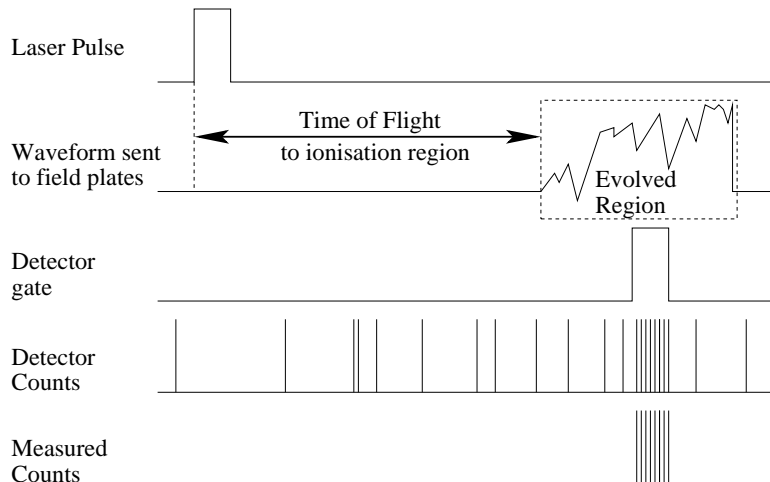 Laser Pulse
Time of Flight
to ionisation region
Waveform sent
to field plates
Evolved
Region
Detector
gate
Detector
Counts
Measured
Counts